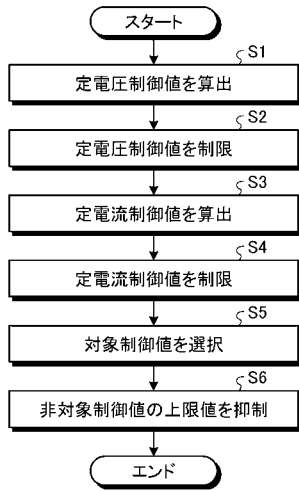 スタート
S1
定電圧制御値を算出
S2
定電圧制御値を制限
S3
定電流制御値を算出
S4
定電流制御値を制限
S5
対象制御値を選択
S6
非対象制御値の上限値を抑制
エンド